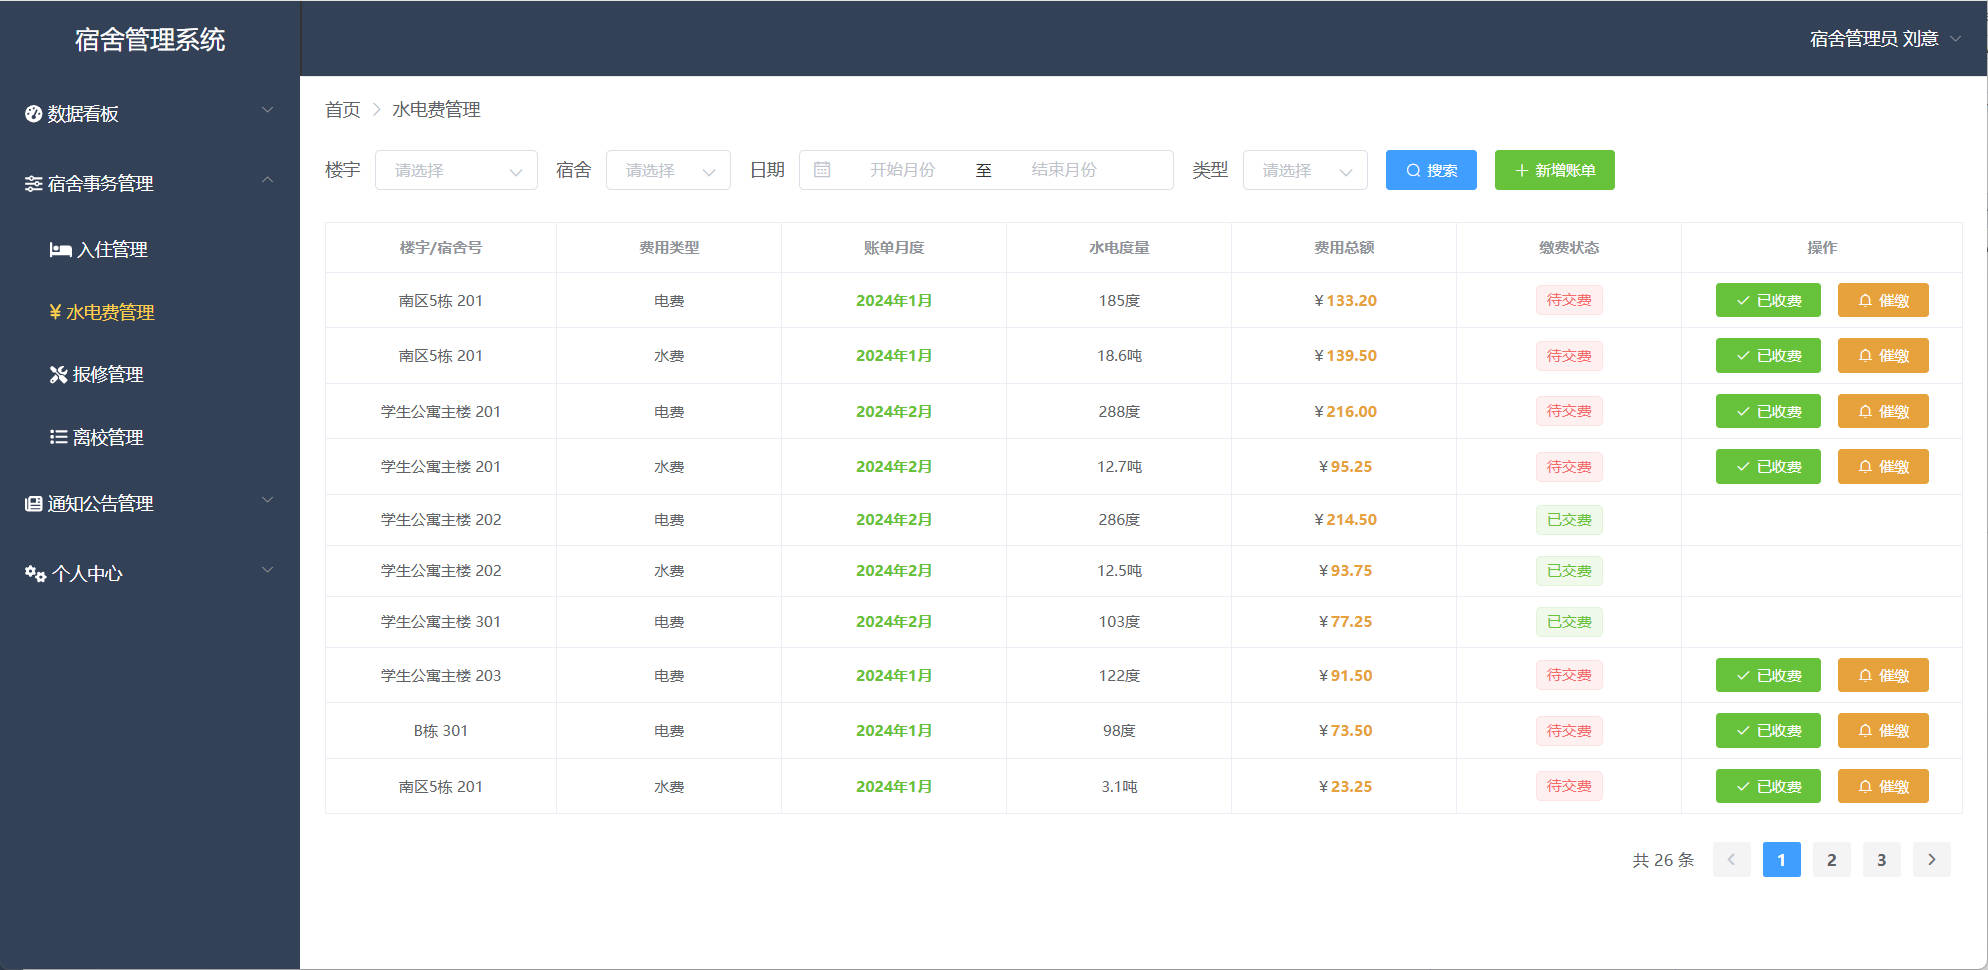 宿舍管理系统
宿舍管理员 刘意
数据看板
宿舍事务管理
入住管理
¥ 水电费管理
报修管理
离校管理
通知公告管理
个人中心
首页 > 水电费管理
楼宇 请选择 宿舍 请选择 日期 开始月份 至 结束月份 类型 请选择 搜索 + 新增账单
楼宇/宿舍号 费用类型 账单月度 水电度量 费用总额 缴费状态 操作
南区5栋 201 电费 2024年1月 185度 ¥133.20 待交费 已收费 催缴
南区5栋 201 水费 2024年1月 18.6吨 ¥139.50 待交费 已收费 催缴
学生公寓主楼 201 电费 2024年2月 288度 ¥216.00 待交费 已收费 催缴
学生公寓主楼 201 水费 2024年2月 12.7吨 ¥95.25 待交费 已收费 催缴
学生公寓主楼 202 电费 2024年2月 286度 ¥214.50 已交费
学生公寓主楼 202 水费 2024年2月 12.5吨 ¥93.75 已交费
学生公寓主楼 301 电费 2024年2月 103度 ¥77.25 已交费
学生公寓主楼 203 电费 2024年1月 122度 ¥91.50 待交费 已收费 催缴
B栋 301 电费 2024年1月 98度 ¥73.50 待交费 已收费 催缴
南区5栋 201 水费 2024年1月 3.1吨 ¥23.25 待交费 已收费 催缴
共 26 条 < 1 2 3 >